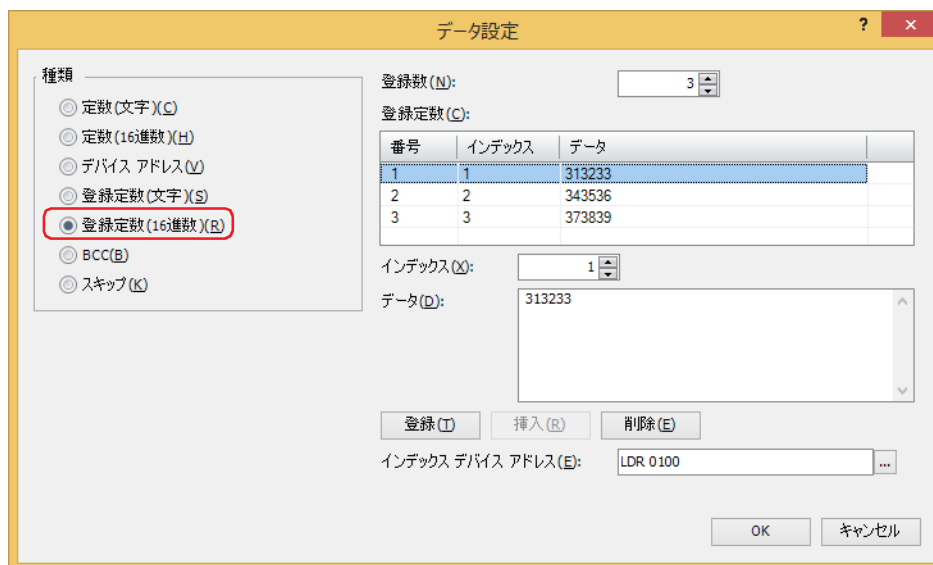 データ設定
?
×
種類
定数(文字)(C)
定数(16進数)(H)
デバイス アドレス(V)
登録定数(文字)(S)
登録定数(16進数)(R)
BCC(B)
スキップ(K)
登録数(N):
3
登録定数(C):
番号 インデックス データ
1 1 313233
2 2 343536
3 3 373839
インデックス(X):
1
データ(D):
313233
登録(T) 挿入(R) 削除(E)
インデックス デバイス アドレス(E):
LDR 0100
...
OK キャンセル